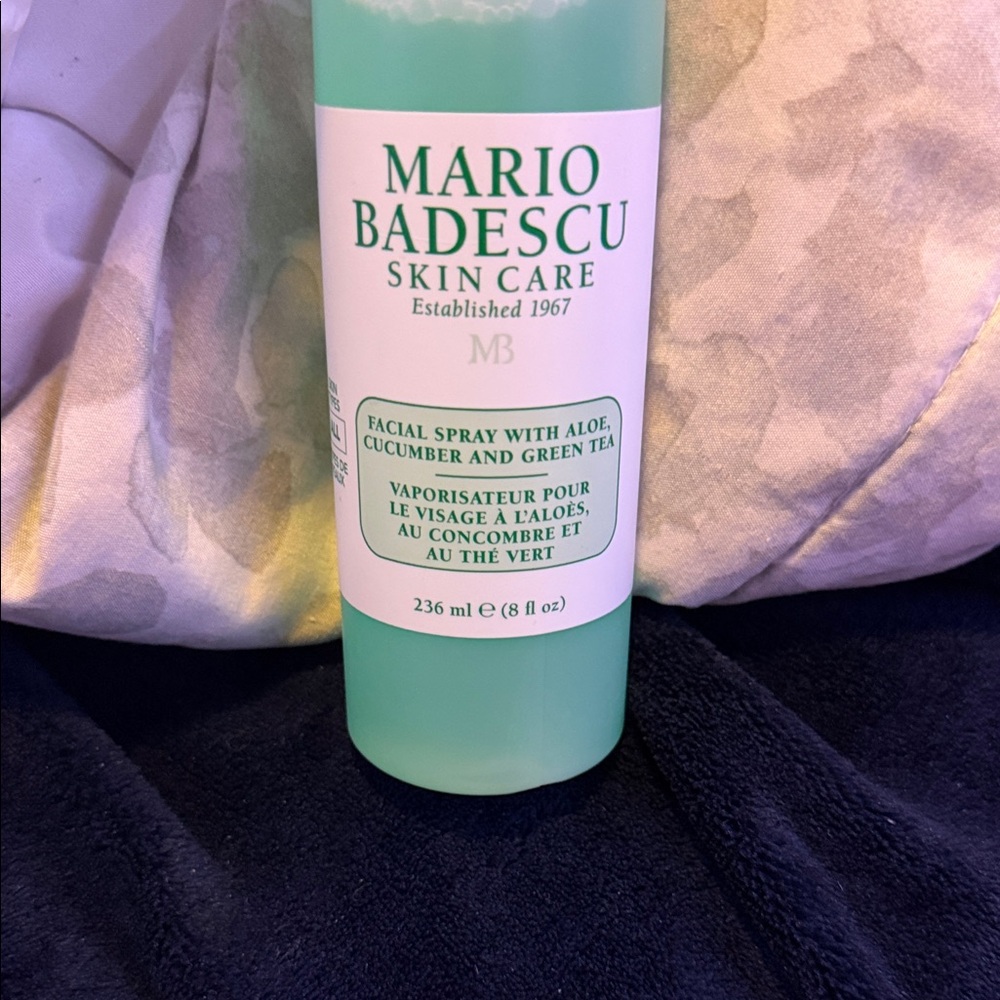 MARIO
BADESCU
SKIN CARE
Established 1967
MB
FACIAL SPRAY WITH ALOE,
CUCUMBER AND GREEN TEA
VAPORISATEUR POUR
LE VISAGE À L'ALOÈS,
AU CONCOMBRE ET
AU THÉ VERT
236 ml ℮ (8 fl oz)